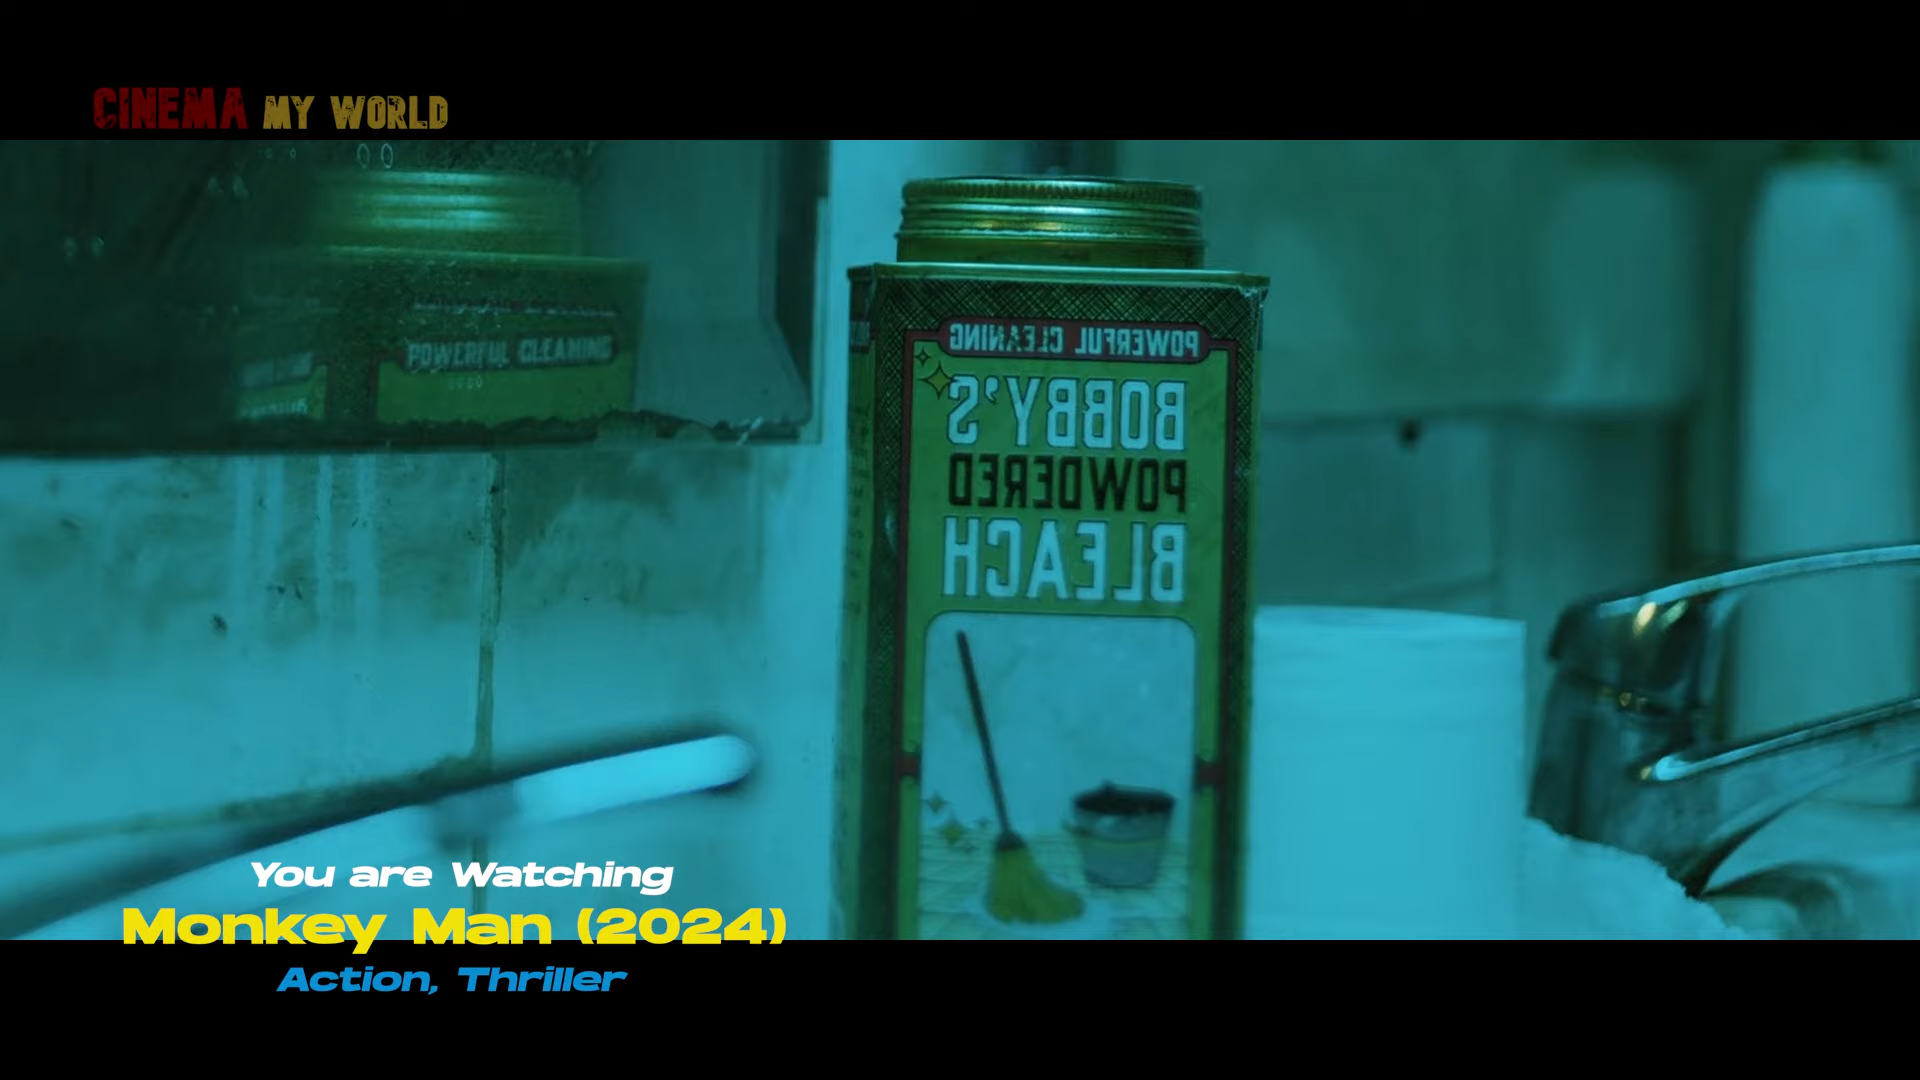 CINEMA MY WORLD
POWERFUL CLEANING
POWERFUL CLEANING
BOBBY'S
POWDERED
BLEACH
You are Watching
Monkey Man (2024)
Action, Thriller